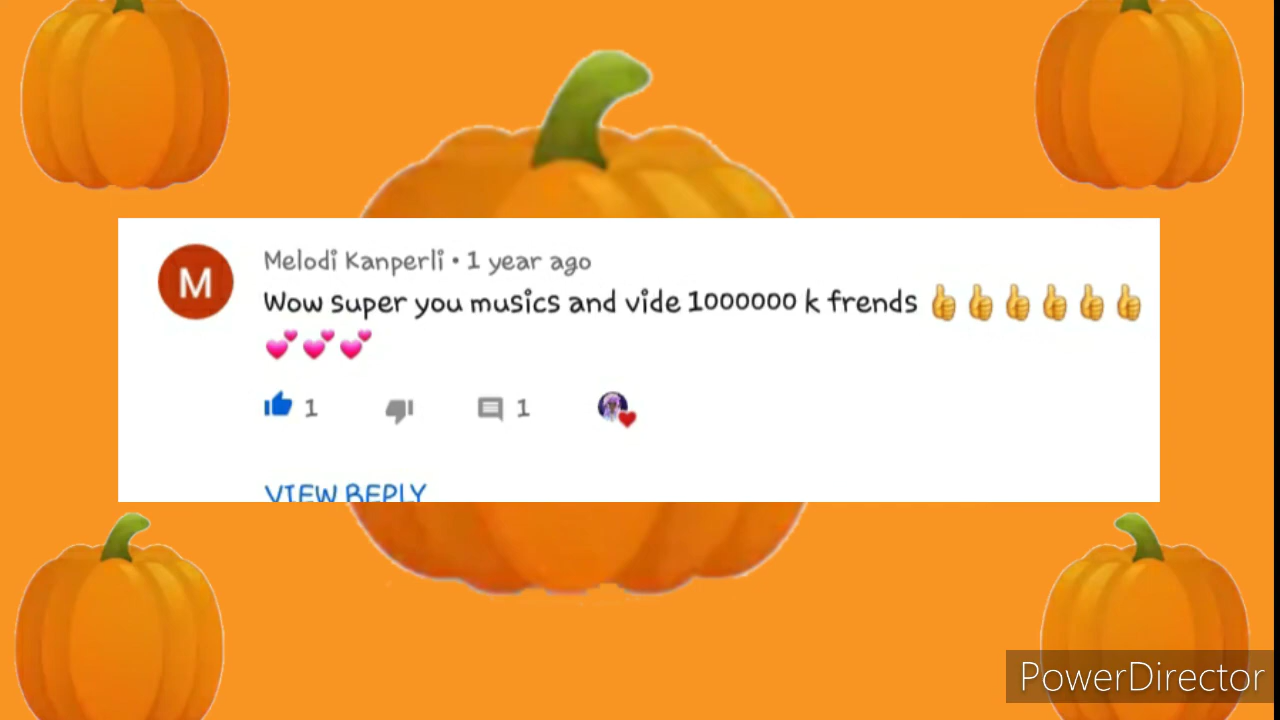 M
Melodi Kanperli • 1 year ago
Wow super you musics and vide 1000000 k frends 👍👍👍👍👍👍
💕💕💕
1 1
VIEW REPLY
PowerDirector